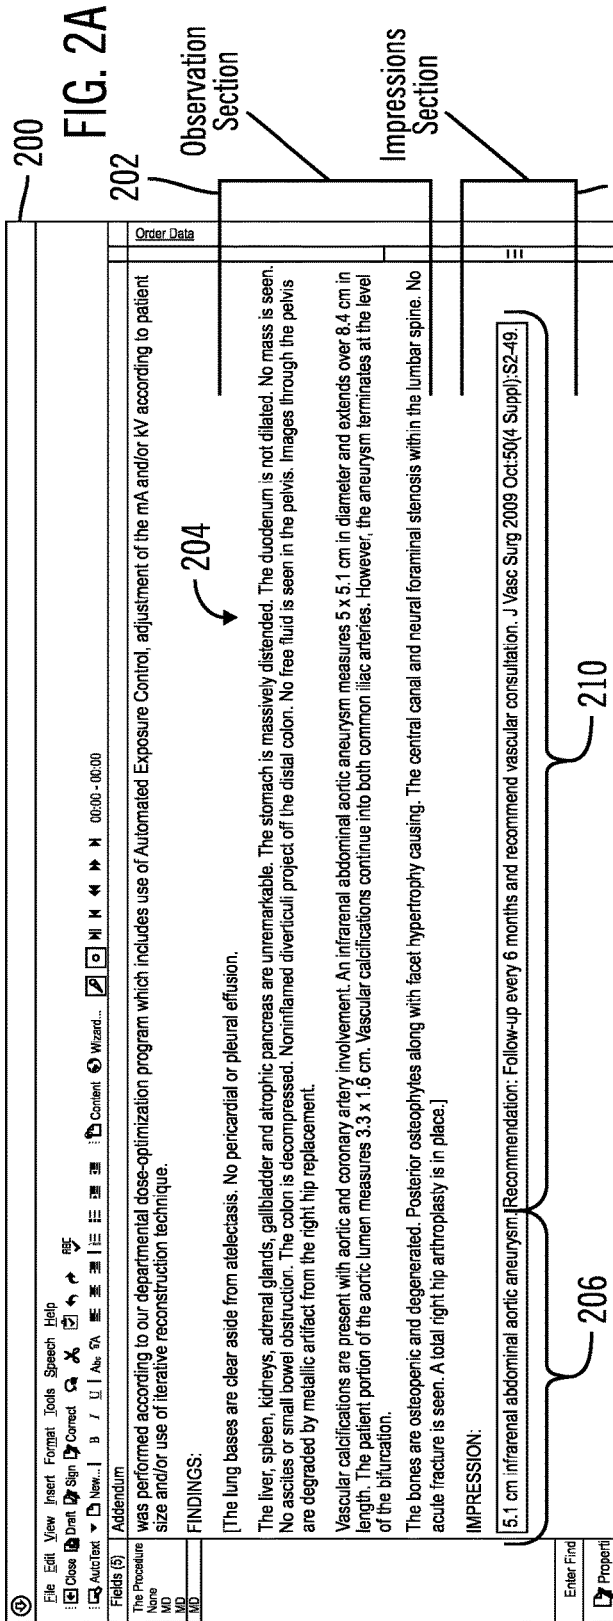 FIG. 2A
200
File Edit View Insert Format Tools Speech Help
Close Draft Sign Correct ABC
AutoText New... B I U Abc Content Wizard... 00:00 - 00:00
Fields (5) Addendum
Order Data
The Procedure
None
MD
MD
MD
was performed according to our departmental dose-optimization program which includes use of Automated Exposure Control, adjustment of the mA and/or kV according to patient
size and/or use of iterative reconstruction technique.
FINDINGS:
204
202
Observation
Section
[The lung bases are clear aside from atelectasis. No pericardial or pleural effusion.
The liver, spleen, kidneys, adrenal glands, gallbladder and atrophic pancreas are unremarkable. The stomach is massively distended. The duodenum is not dilated. No mass is seen.
No ascites or small bowel obstruction. The colon is decompressed. Noninflamed diverticuli project off the distal colon. No free fluid is seen in the pelvis. Images through the pelvis
are degraded by metallic artifact from the right hip replacement.
Vascular calcifications are present with aortic and coronary artery involvement. An infrarenal abdominal aortic aneurysm measures 5 x 5.1 cm in diameter and extends over 8.4 cm in
length. The patient portion of the aortic lumen measures 3.3 x 1.6 cm. Vascular calcifications continue into both common iliac arteries. However, the aneurysm terminates at the level
of the bifurcation.
The bones are osteopenic and degenerated. Posterior osteophytes along with facet hypertrophy causing. The central canal and neural foraminal stenosis within the lumbar spine. No
acute fracture is seen. A total right hip arthroplasty is in place.]
Impressions
Section
IMPRESSION:
5.1 cm infrarenal abdominal aortic aneurysm. Recommendation: Follow-up every 6 months and recommend vascular consultation. J Vasc Surg 2009 Oct:50(4 Suppl):S2-49.
206
210
Enter Find
Properti